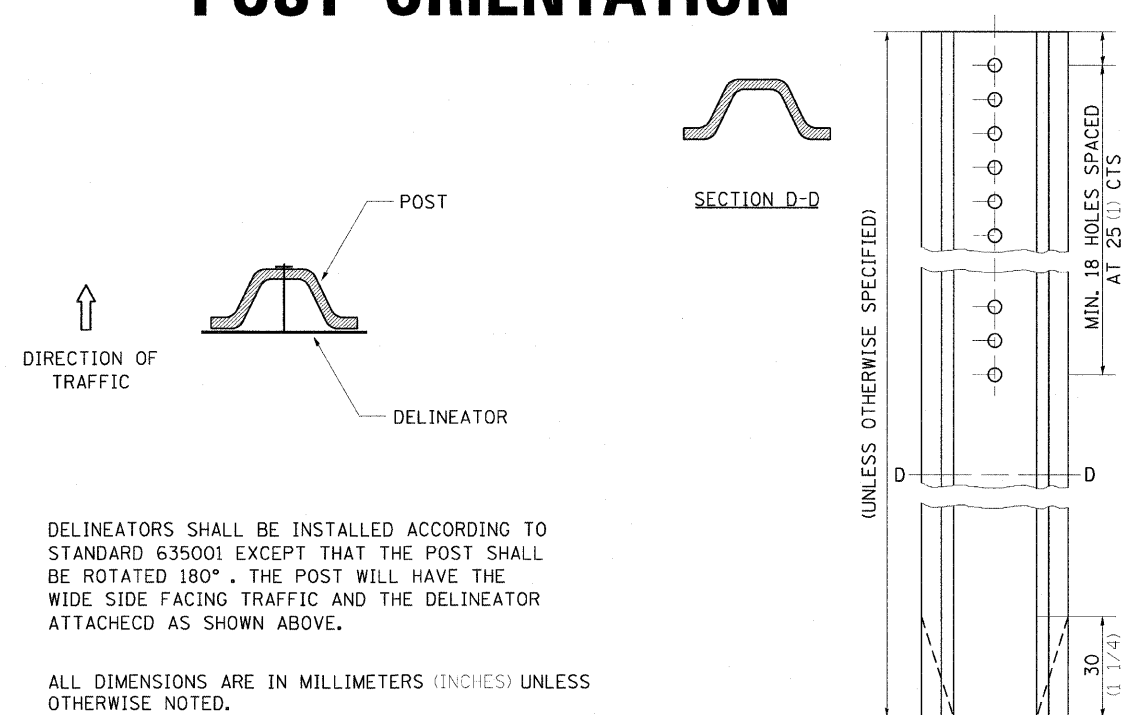 POST ORIENTATION
SECTION D-D
POST
DIRECTION OF
TRAFFIC
DELINEATOR
(UNLESS OTHERWISE SPECIFIED)
MIN. 18 HOLES SPACED
AT 25 (1) CTS
D
D
30
(1 1/4)
DELINEATORS SHALL BE INSTALLED ACCORDING TO
STANDARD 635001 EXCEPT THAT THE POST SHALL
BE ROTATED 180° . THE POST WILL HAVE THE
WIDE SIDE FACING TRAFFIC AND THE DELINEATOR
ATTACHECD AS SHOWN ABOVE.
ALL DIMENSIONS ARE IN MILLIMETERS (INCHES) UNLESS
OTHERWISE NOTED.